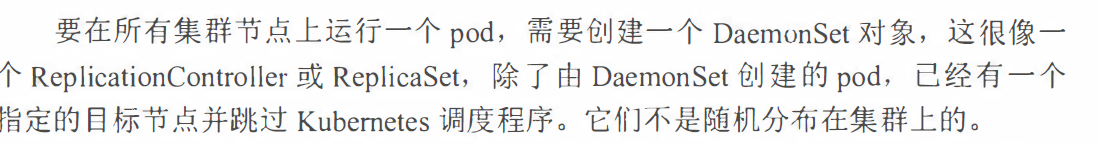 要在所有集群节点上运行一个 pod，需要创建一个 DaemonSet 对象，这很像一
个 ReplicationController 或 ReplicaSet，除了由 DaemonSet 创建的 pod，已经有一个
指定的目标节点并跳过 Kubernetes 调度程序。它们不是随机分布在集群上的。